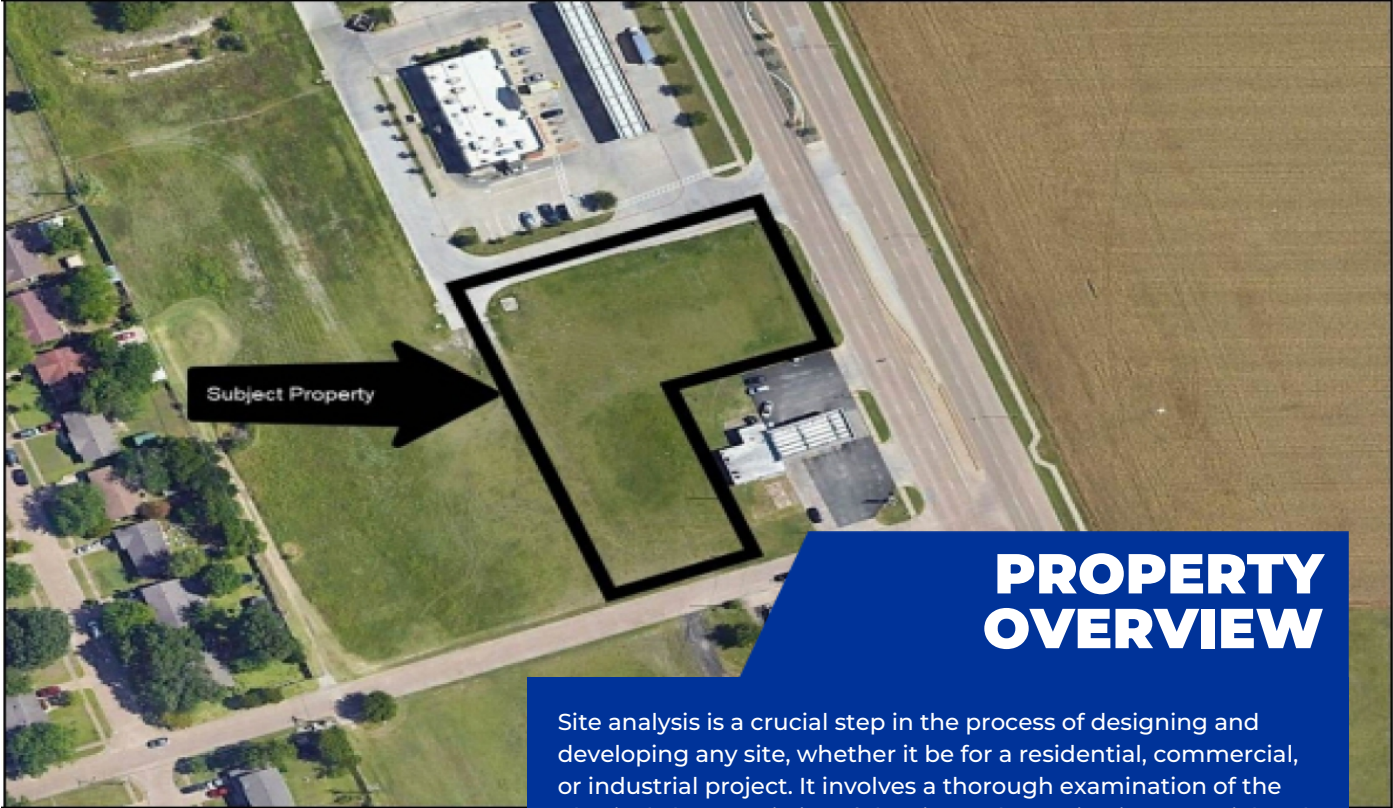 Subject Property
PROPERTY
OVERVIEW
Site analysis is a crucial step in the process of designing and
developing any site, whether it be for a residential, commercial,
or industrial project. It involves a thorough examination of the